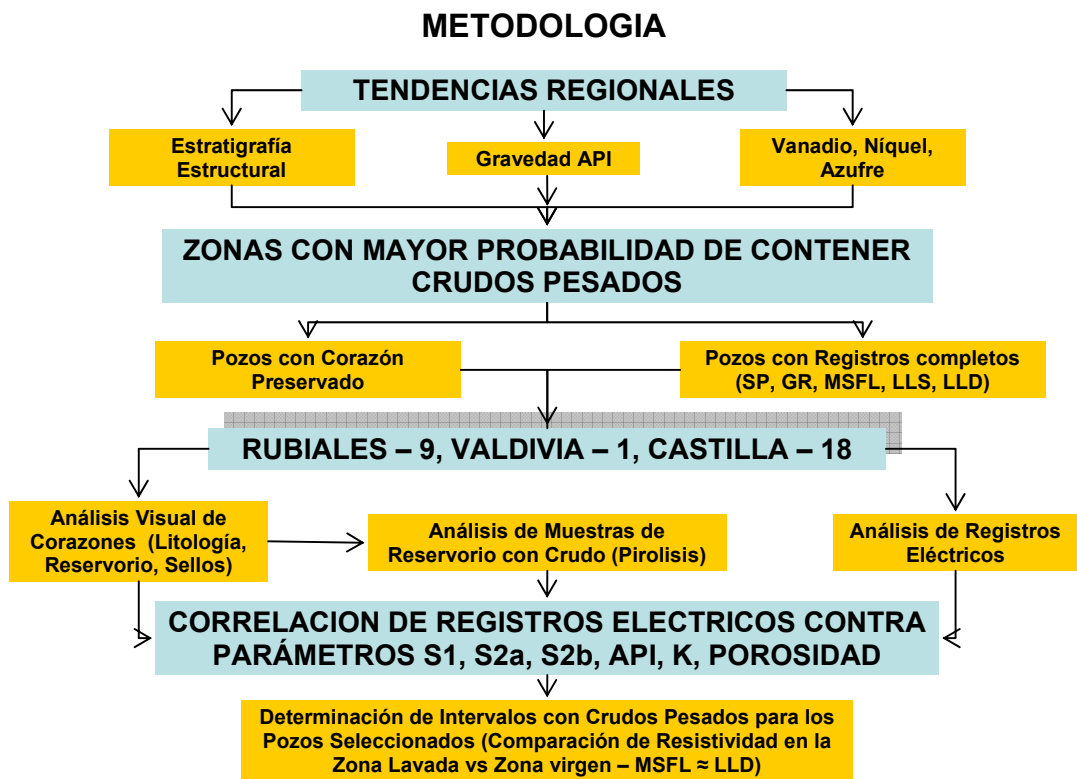 METODOLOGIA
TENDENCIAS REGIONALES
Estratigrafía
Estructural
Gravedad API
Vanadio, Níquel,
Azufre
ZONAS CON MAYOR PROBABILIDAD DE CONTENER
CRUDOS PESADOS
Pozos con Corazón
Preservado
Pozos con Registros completos
(SP, GR, MSFL, LLS, LLD)
RUBIALES – 9, VALDIVIA – 1, CASTILLA – 18
Análisis Visual de
Corazones (Litología,
Reservorio, Sellos)
Análisis de Muestras de
Reservorio con Crudo (Pirolisis)
Análisis de Registros
Eléctricos
CORRELACION DE REGISTROS ELECTRICOS CONTRA
PARÁMETROS S1, S2a, S2b, API, K, POROSIDAD
Determinación de Intervalos con Crudos Pesados para los
Pozos Seleccionados (Comparación de Resistividad en la
Zona Lavada vs Zona virgen – MSFL ≈ LLD)